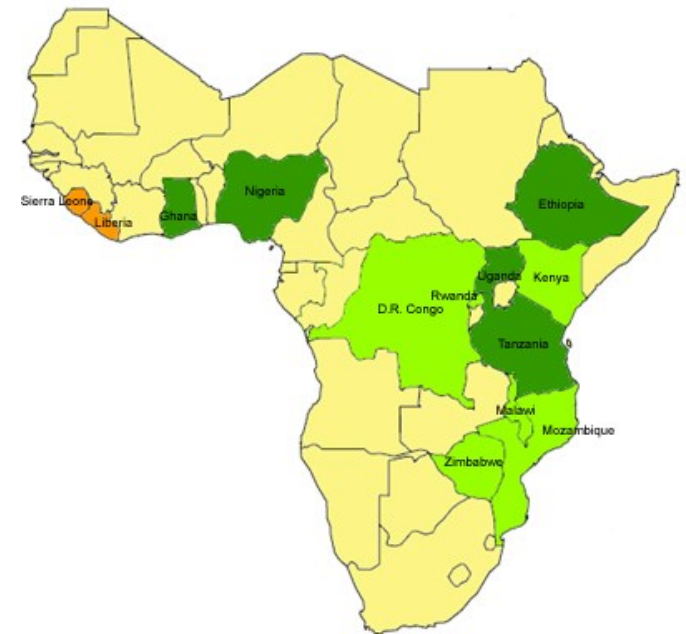 Nigeria
Sierra Leone
Ethiopia
Ghana
Liberia
Uganda
Kenya
Rwanda
D.R. Congo
Tanzania
Malawi
Mozambique
Zimbabwe